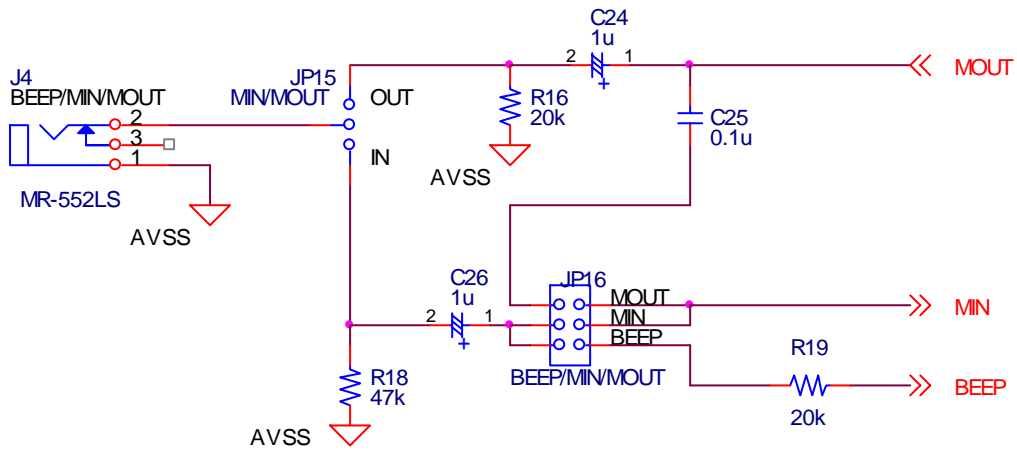 C24
1u
2
1
MOUT
J4
BEEP/MIN/MOUT
JP15
MIN/MOUT
OUT
R16
20k
C25
0.1u
2
3
1
IN
AVSS
MR-552LS
AVSS
C26
1u
2
1
JP16
MOUT
MIN
BEEP
MIN
R18
47k
BEEP/MIN/MOUT
R19
20k
BEEP
AVSS